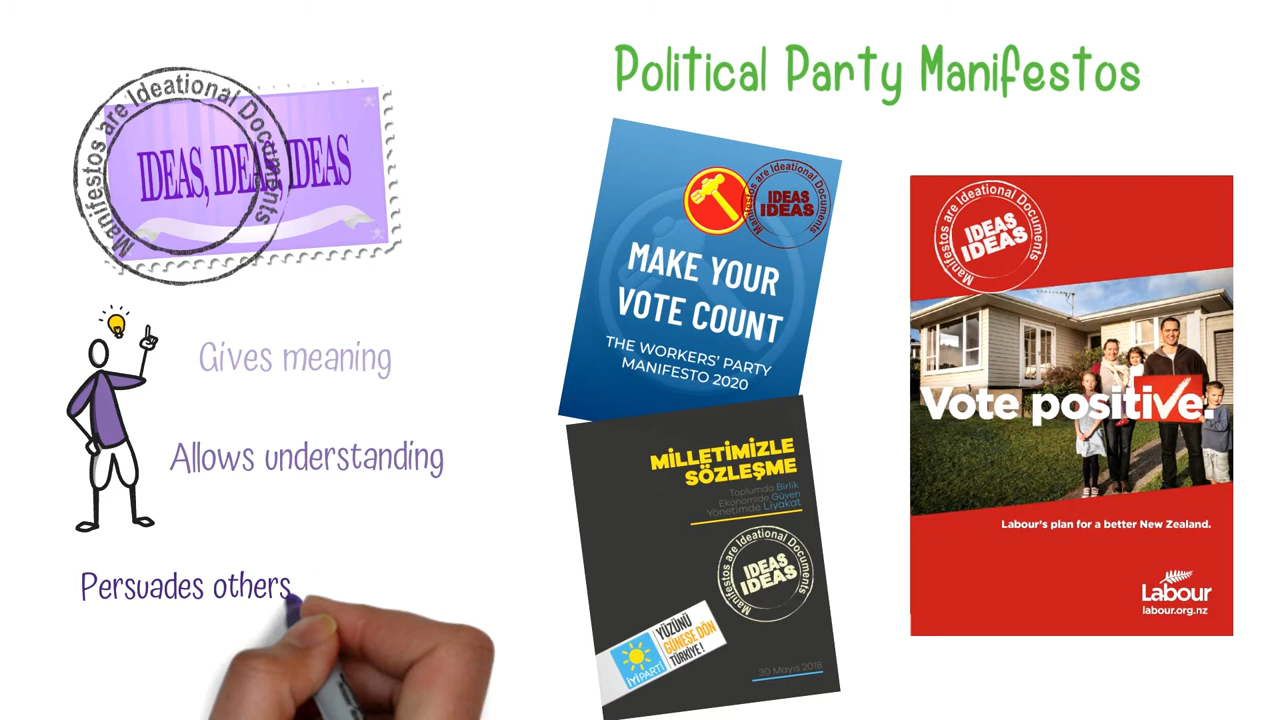 Political Party Manifestos
Manifestos are Ideational Documents
IDEAS, IDEAS, IDEAS
Gives meaning
Allows understanding
Persuades others
Manifestos are Ideational Documents
IDEAS
IDEAS
MAKE YOUR
VOTE COUNT
THE WORKERS' PARTY
MANIFESTO 2020
MİLLETİMİZLE
SÖZLEŞME
Toplumda Birlik
Ekonomide Güven
Yönetimde Liyakat
Manifestos are Ideational Documents
IDEAS
IDEAS
YÜZÜNÜ
GÜNEŞE DÖN
TÜRKİYE!
İYİ PARTİ
30 Mayıs 2018
Manifestos are Ideational Documents
IDEAS
IDEAS
Vote positive.
Labour's plan for a better New Zealand.
Labour
labour.org.nz